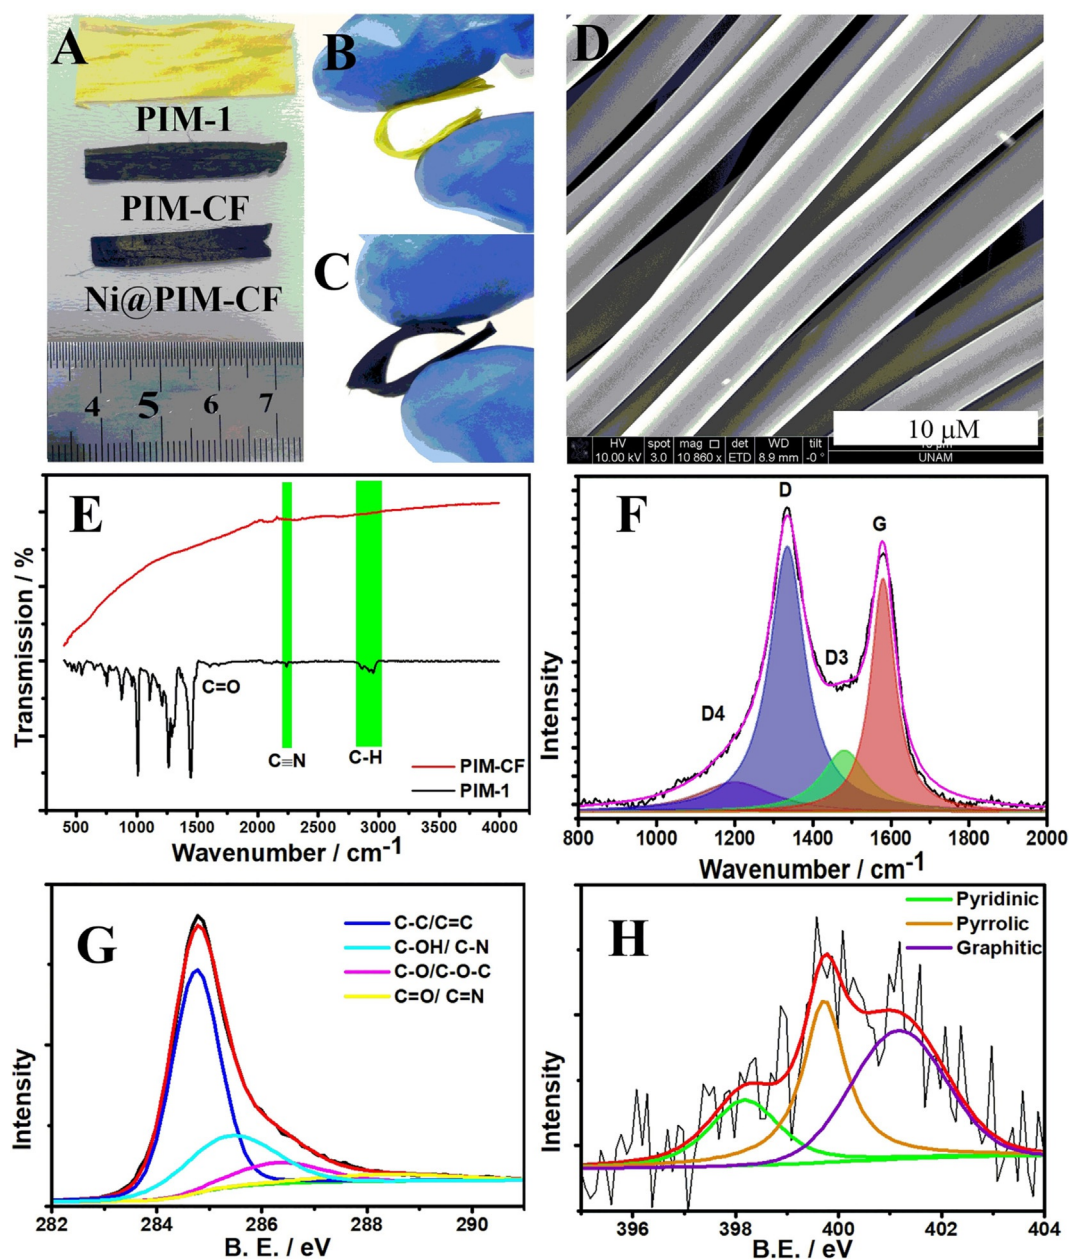 A
PIM-1
PIM-CF
Ni@PIM-CF
4 5 6 7
B
C
D
HV spot mag det WD tilt
10.00 kV 3.0 10 860 x ETD 8.9 mm -0 °
10 µM
UNAM
E
Transmission / %
C=O
C≡N
C-H
PIM-CF
PIM-1
500 1000 1500 2000 2500 3000 3500 4000
Wavenumber / cm-1
F
Intensity
D
G
D3
D4
800 1000 1200 1400 1600 1800 2000
Wavenumber / cm-1
G
Intensity
C-C/C=C
C-OH/ C-N
C-O/C-O-C
C=O/ C=N
282 284 286 288 290
B. E. / eV
H
Intensity
Pyridinic
Pyrrolic
Graphitic
396 398 400 402 404
B.E. / eV